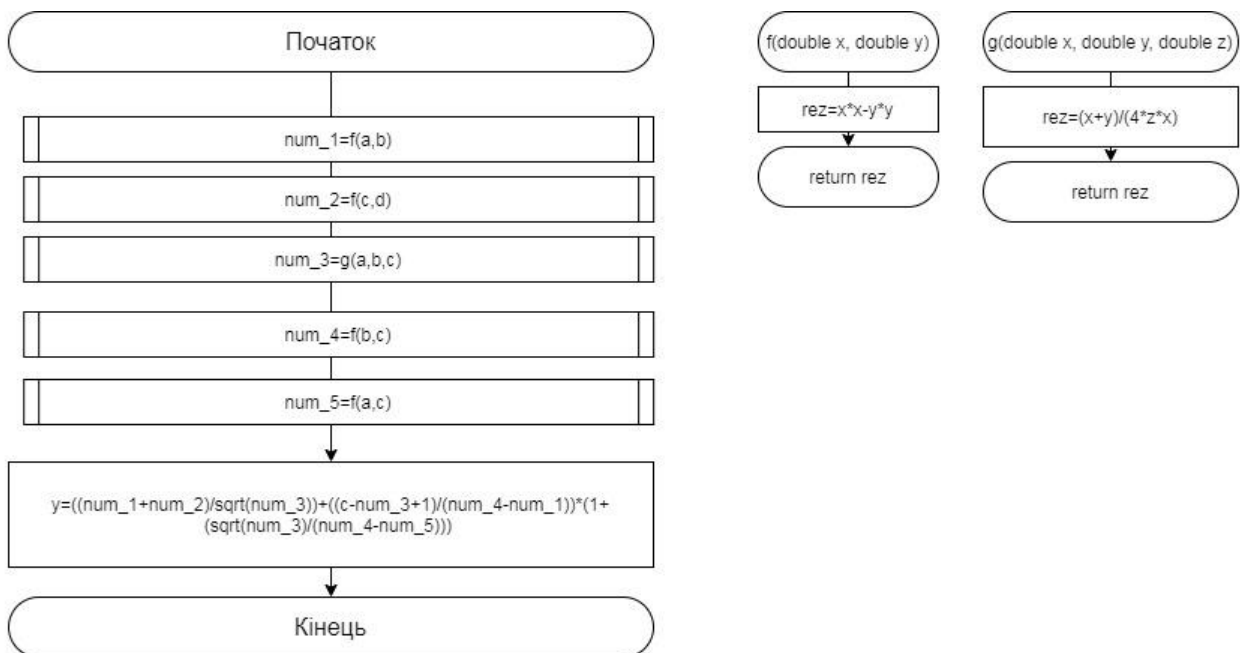 Початок
num_1=f(a,b)
num_2=f(c,d)
num_3=g(a,b,c)
num_4=f(b,c)
num_5=f(a,c)
y=((num_1+num_2)/sqrt(num_3))+((c-num_3+1)/(num_4-num_1))*(1+
(sqrt(num_3)/(num_4-num_5)))
Кінець
f(double x, double y)
rez=x*x-y*y
return rez
g(double x, double y, double z)
rez=(x+y)/(4*z*x)
return rez